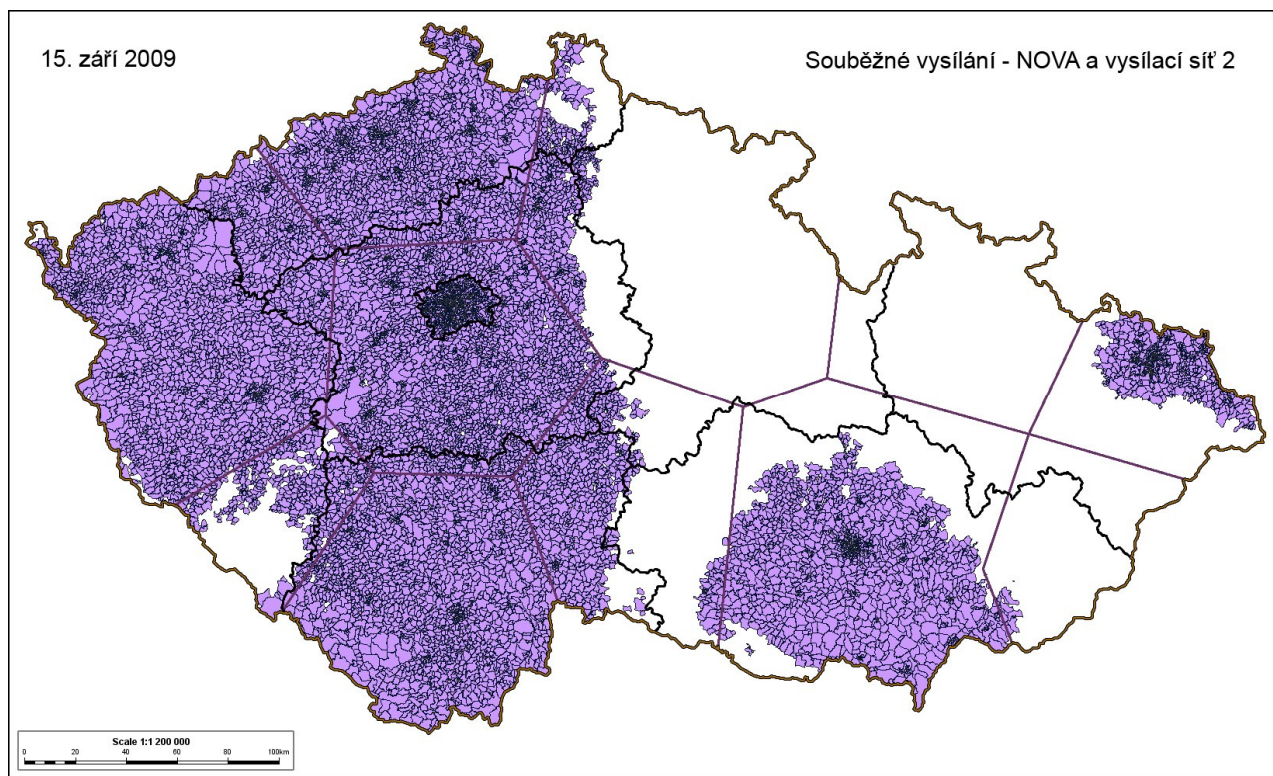 15. září 2009
Souběžné vysílání - NOVA a vysílací síť 2
Scale 1:1 200 000
0 20 40 60 80 100km